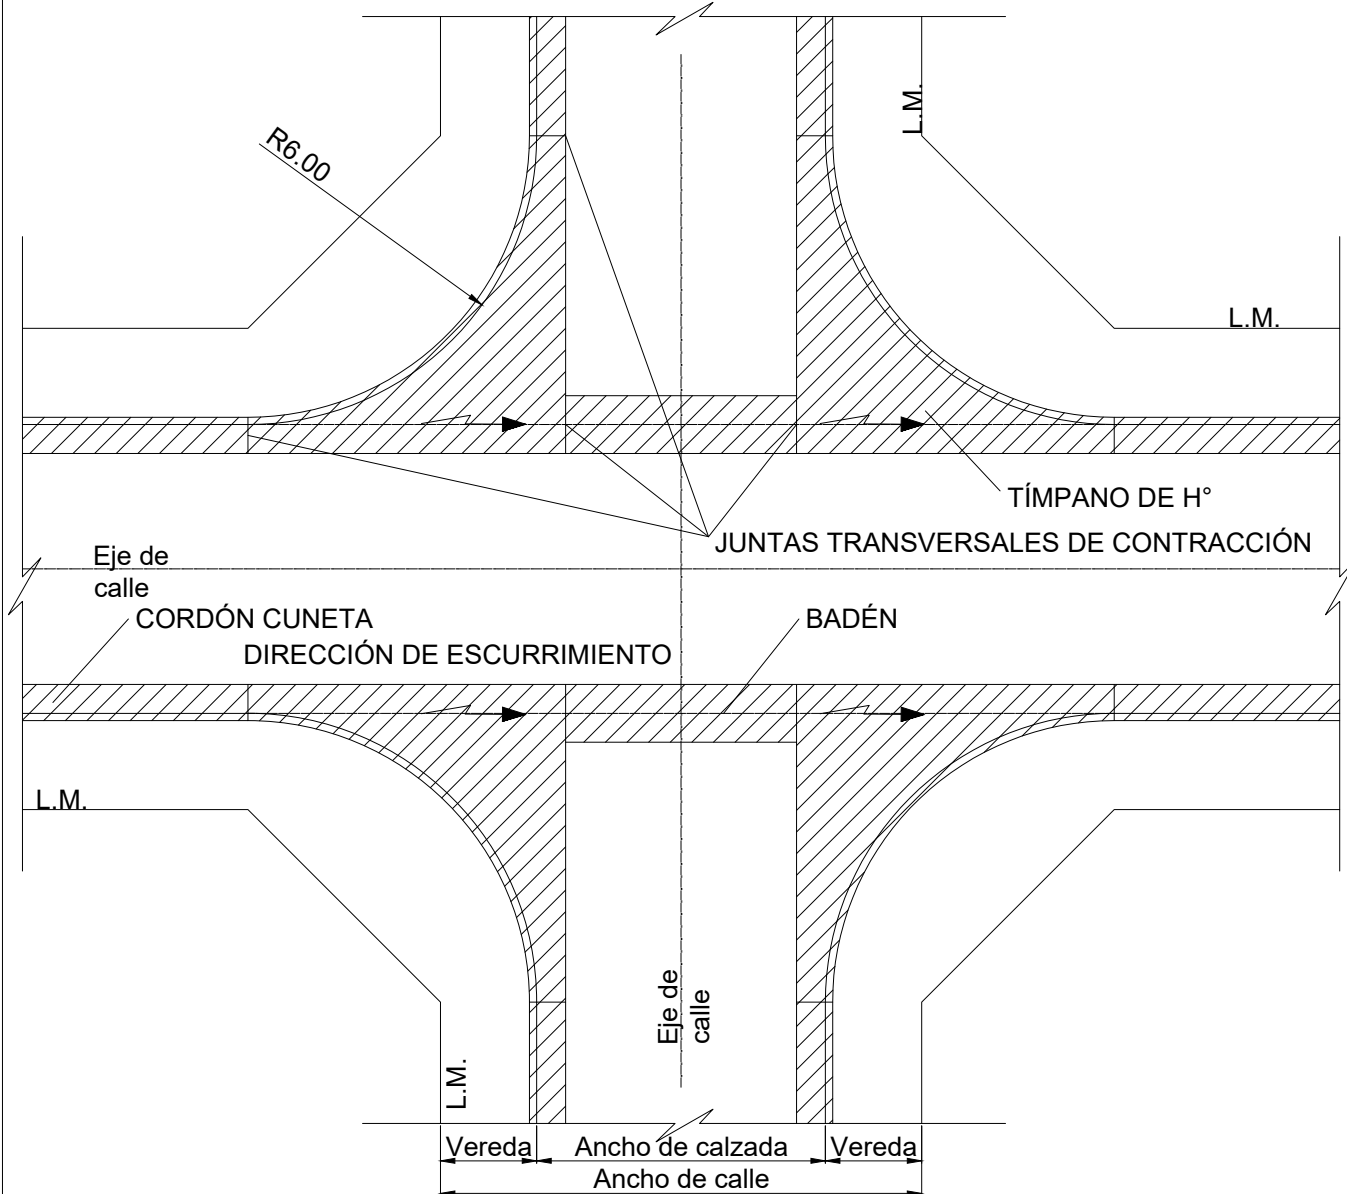 L.M.
R6.00
L.M.
TÍMPANO DE H°
JUNTAS TRANSVERSALES DE CONTRACCIÓN
Eje de
calle
CORDÓN CUNETA
BADÉN
DIRECCIÓN DE ESCURRIMIENTO
L.M.
Eje de
calle
L.M.
Vereda
Ancho de calzada
Vereda
Ancho de calle